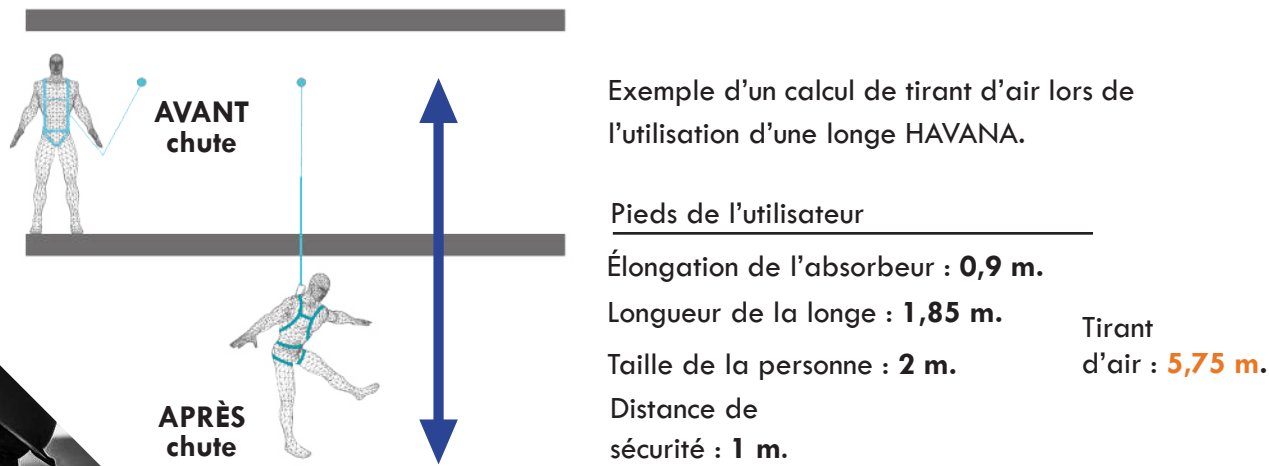 AVANT
chute
APRÈS
chute
Exemple d'un calcul de tirant d'air lors de
l'utilisation d'une longe HAVANA.
Pieds de l'utilisateur
Élongation de l'absorbeur : 0,9 m.
Longueur de la longe : 1,85 m.
Taille de la personne : 2 m.
Distance de
sécurité : 1 m.
Tirant
d'air : 5,75 m.